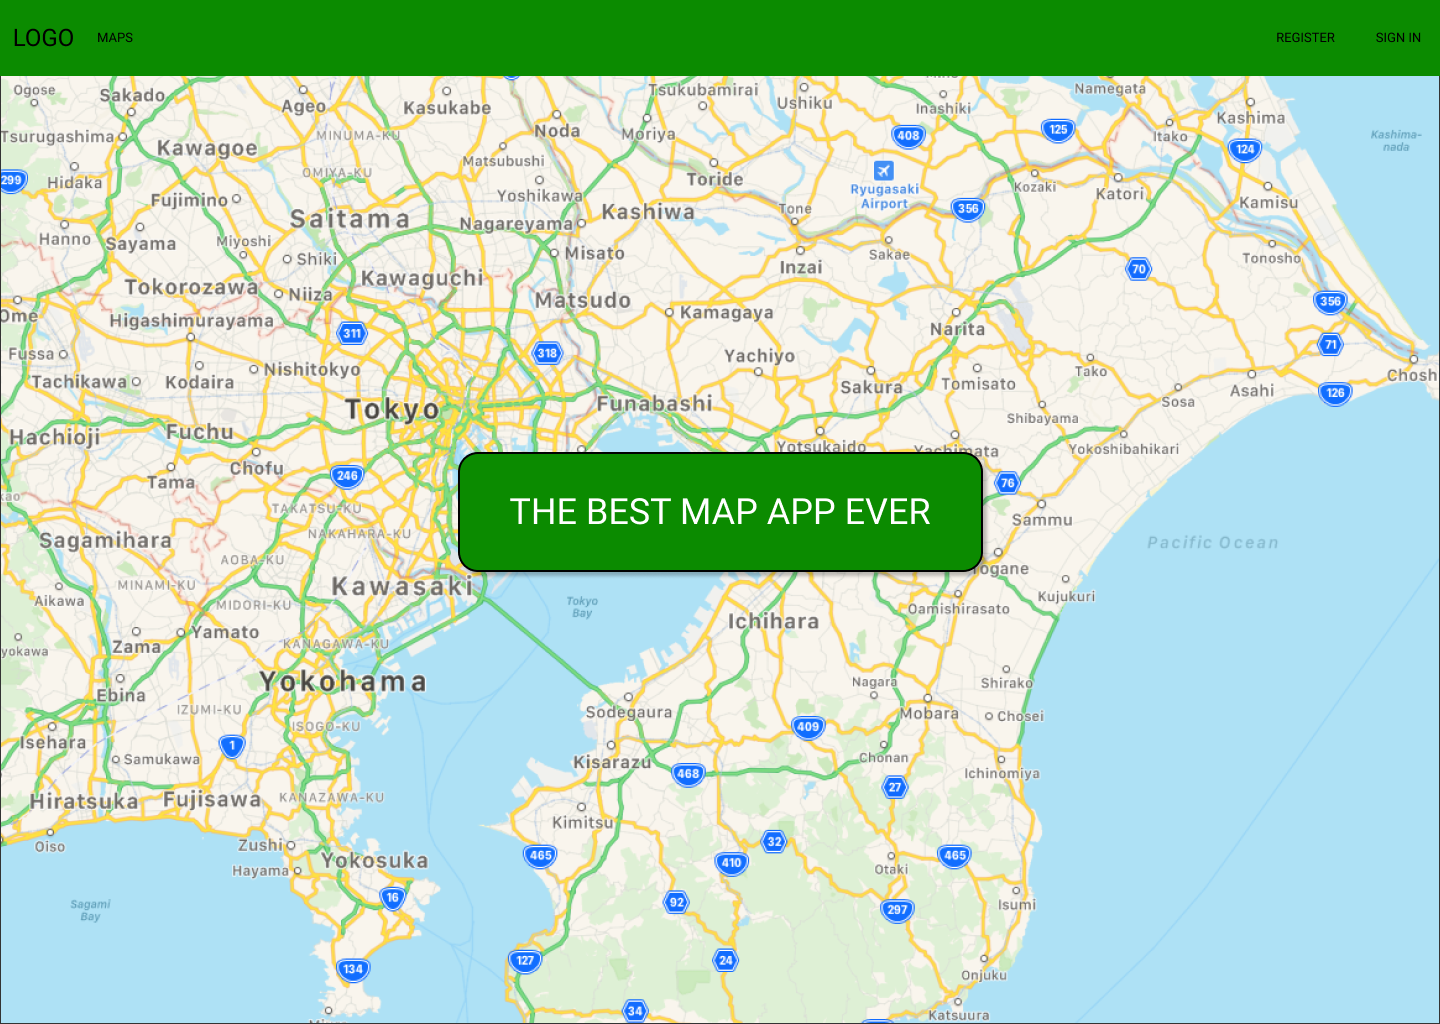 LOGO MAPS REGISTER SIGN IN
Ogose
Sakado
Ageo
Kasukabe
Tsukubamirai
Ushiku
Inashiki
Namegata
Kashima
Tsurugashima
MINUMA-KU
Noda
Moriya
408
125
Itako
124
Kashima-
nada
Kawagoe
Matsubushi
299
Hidaka
OMIYA-KU
Toride
Ryugasaki
Airport
Kozaki
Katori
Fujimino
Yoshikawa
Kamisu
Saitama
Nagareyama
Kashiwa
Tone
356
Hanno
Sayama
Miyoshi
Shiki
Misato
Inzai
Sakae
Tonosho
70
Tokorozawa
Niiza
Kawaguchi
Matsudo
Kamagaya
356
Ome
Higashimurayama
311
Narita
71
Fussa
318
Yachiyo
Tachikawa
Kodaira
Nishitokyo
Sakura
Tomisato
Tako
Asahi
Chosh
126
Tokyo
Funabashi
Shibayama
Sosa
Hachioji
Fuchu
Yotsukaido
Yachimata
Yokoshibahikari
Chofu
Tama
246
76
THE BEST MAP APP EVER
TAKATSU-KU
Sammu
Sagamihara
NAKAHARA-KU
Pacific Ocean
AOBA-KU
Togane
MINAMI-KU
Kawasaki
Aikawa
MIDORI-KU
Tokyo
Bay
Ichihara
Oamishirasato
Kujukuri
Yamato
Zama
KANAGAWA-KU
Yokohama
Nagara
Shirako
Ebina
IZUMI-KU
ISOGO-KU
Sodegaura
Mobara
Chosei
409
Isehara
1
Samukawa
Kisarazu
468
Chonan
Ichinomiya
27
Hiratsuka
Fujisawa
KANAZAWA-KU
Kimitsu
Oiso
Zushi
Yokosuka
Hayama
465
410
32
Otaki
465
16
92
297
Isumi
Sagami
Bay
134
127
24
Onjuku
34
Katsuura